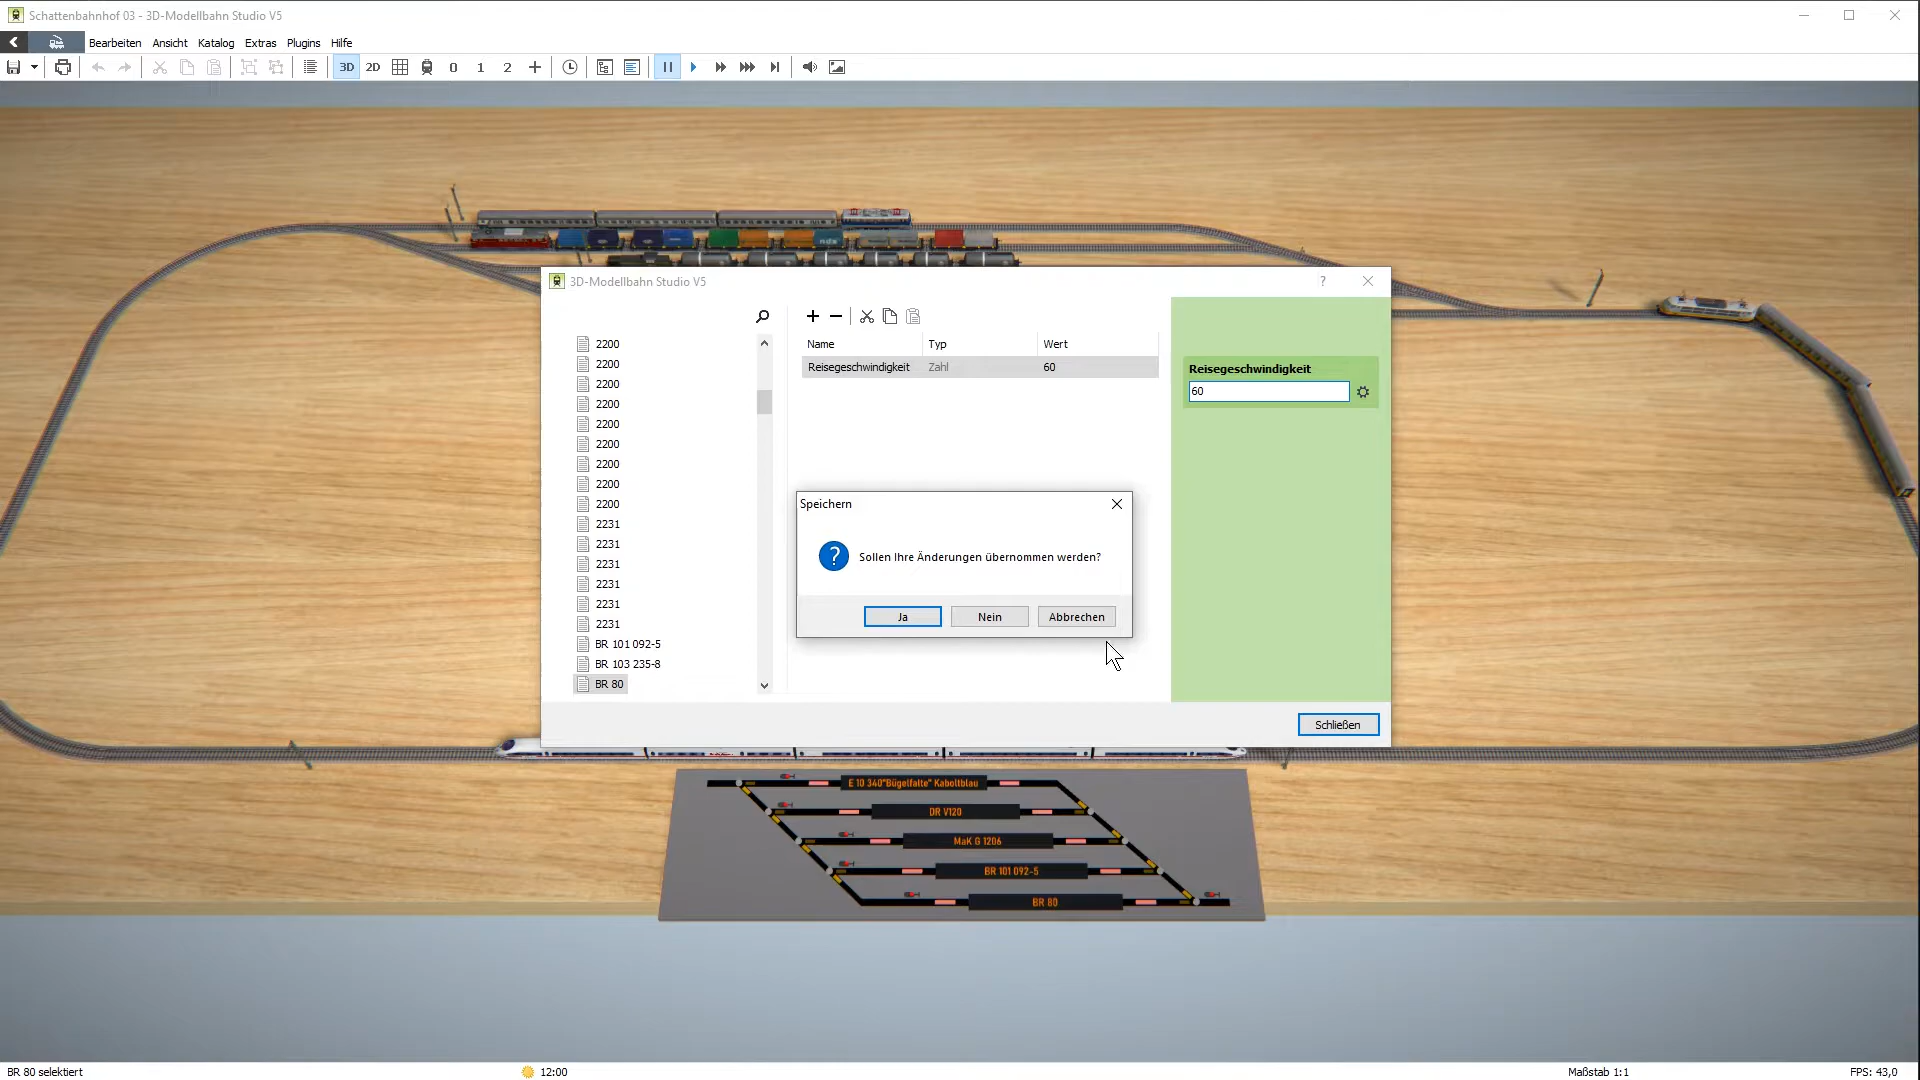 Schattenbahnhof 03 - 3D-Modellbahn Studio V5
Bearbeiten Ansicht Katalog Extras Plugins Hilfe
3D 2D 0 1 2
3D-Modellbahn Studio V5 ?
2200
2200
2200
2200
2200
2200
2200
2200
2200
2231
2231
2231
2231
2231
2231
BR 101 092-5
BR 103 235-8
BR 80
Name Typ Wert
Reisegeschwindigkeit Zahl 60
Reisegeschwindigkeit
60
Speichern
Sollen Ihre Änderungen übernommen werden?
Ja Nein Abbrechen
Schließen
E 10 340"Bügelfalte" Kaboltblau
DR V120
MaK G 1206
BR 101 092-5
BR 80
BR 80 selektiert 12:00 Maßstab 1:1 FPS: 43,0